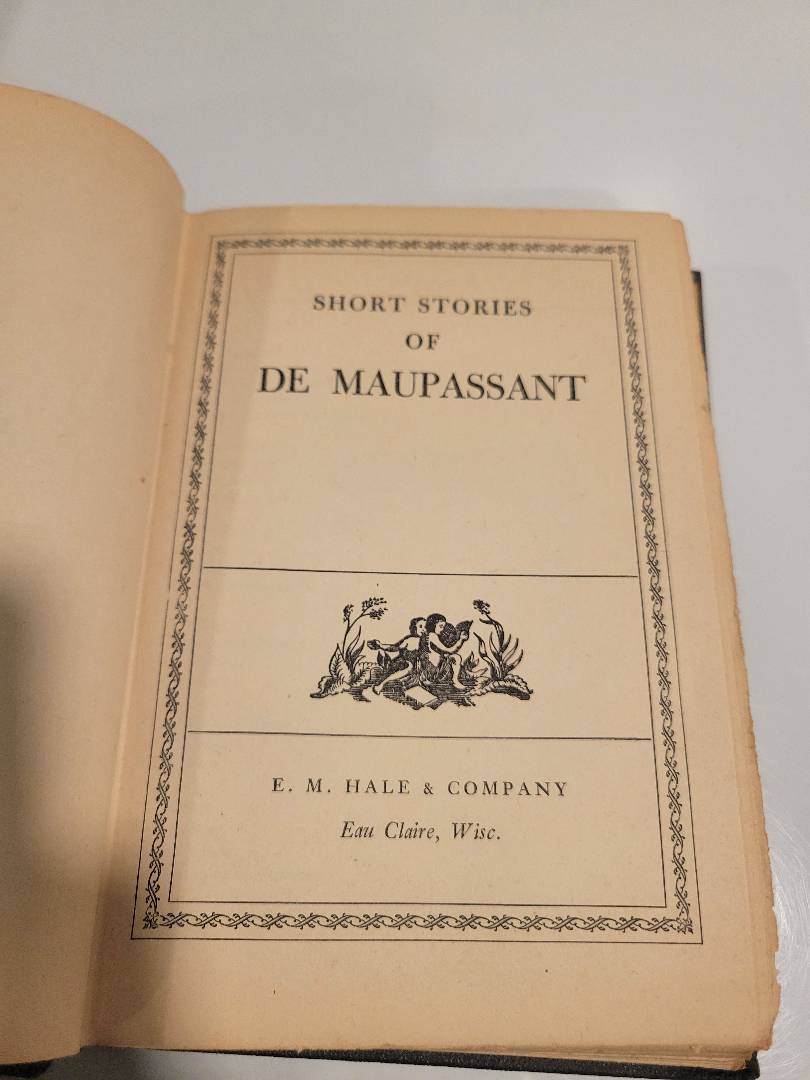 SHORT STORIES
OF
DE MAUPASSANT
E. M. HALE & COMPANY
Eau Claire, Wisc.